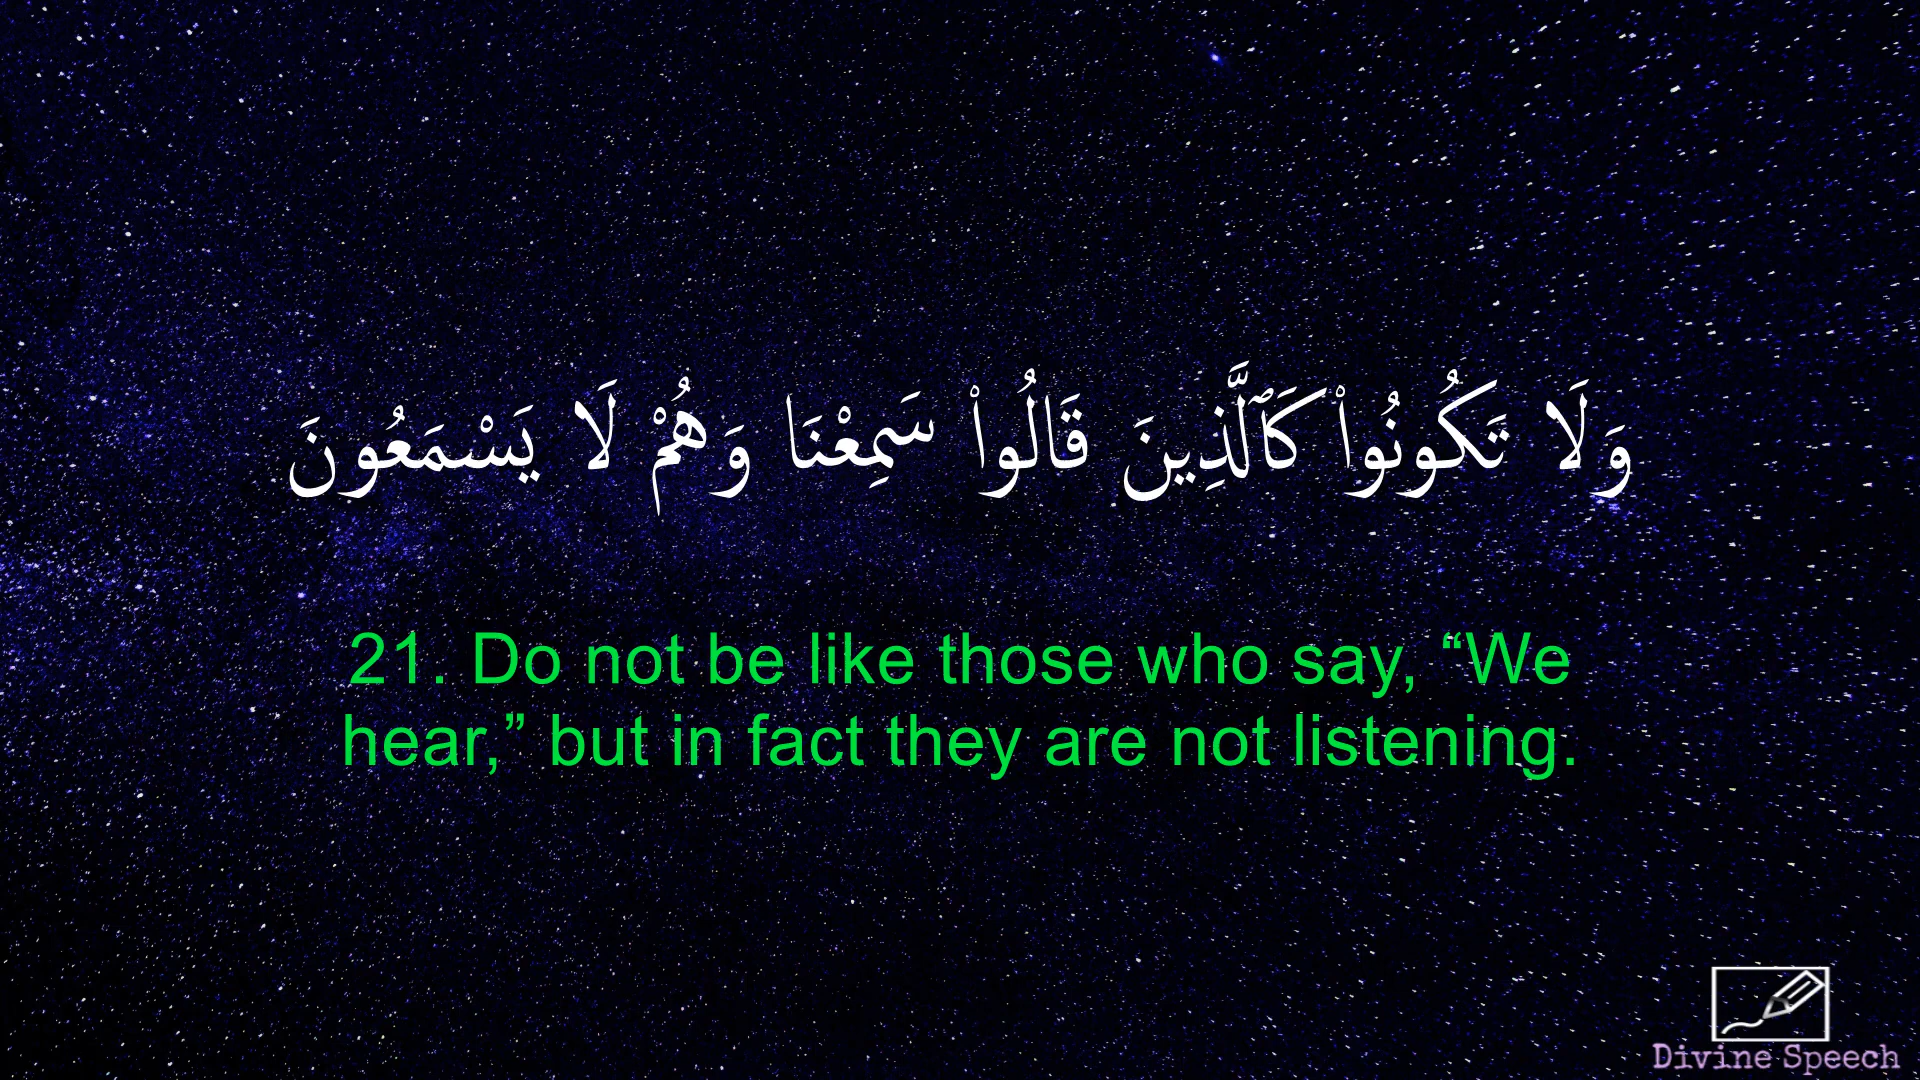 وَلَا تَكُونُوا۟ كَٱلَّذِينَ قَالُوا۟ سَمِعْنَا وَهُمْ لَا يَسْمَعُونَ
21. Do not be like those who say, “We
hear,” but in fact they are not listening.
Divine Speech